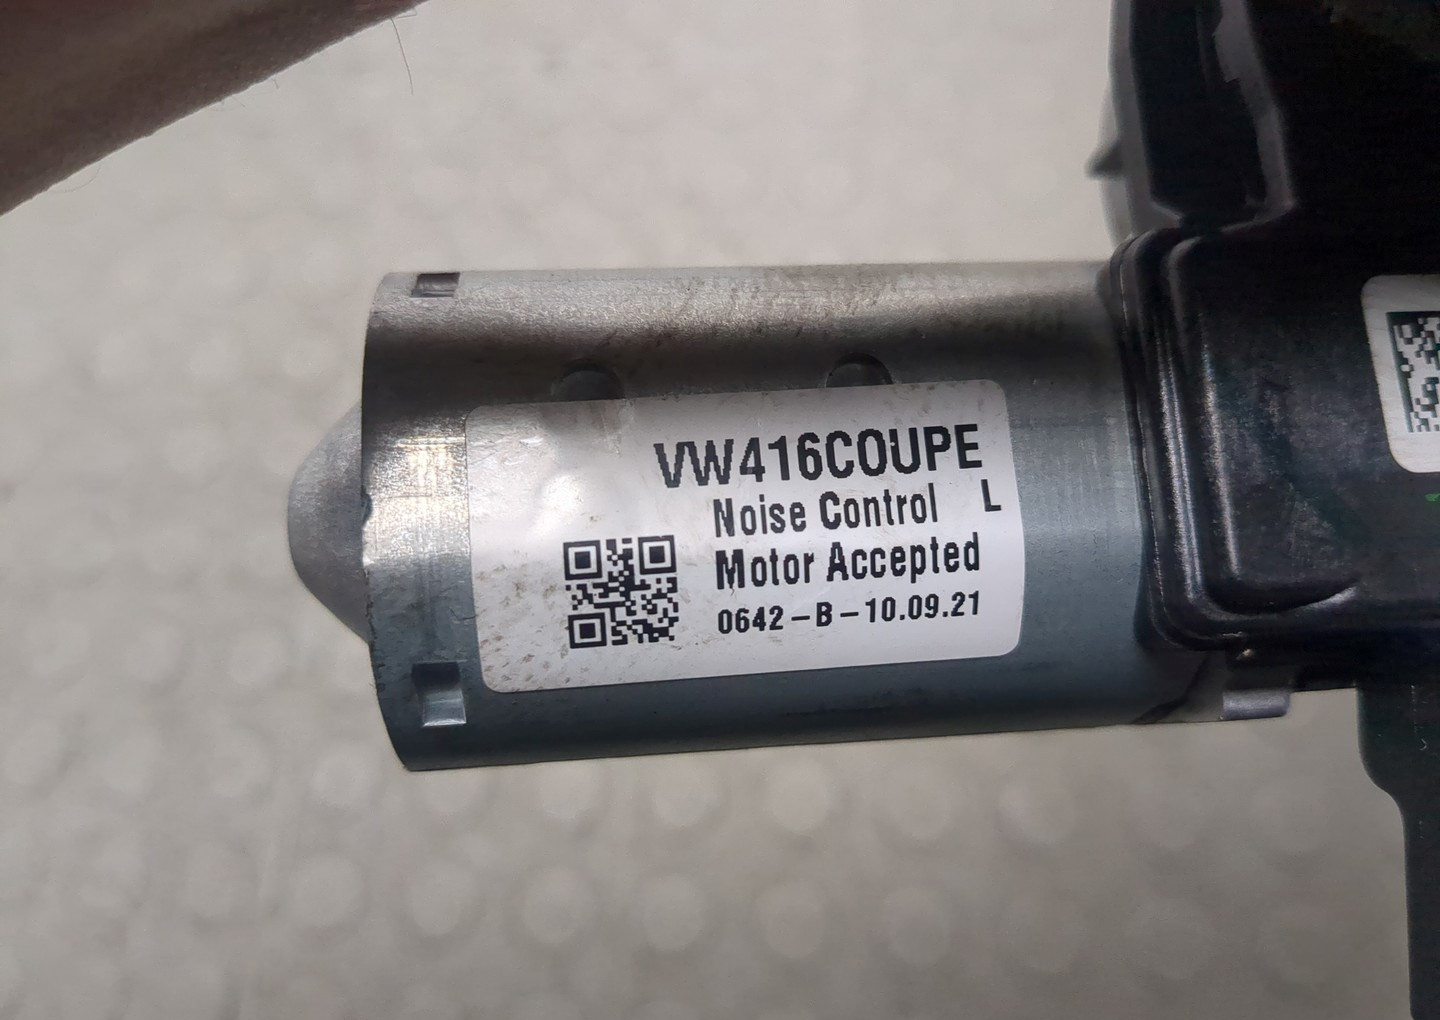 VW416COUPE
Noise Control L
Motor Accepted
0642-B-10.09.21